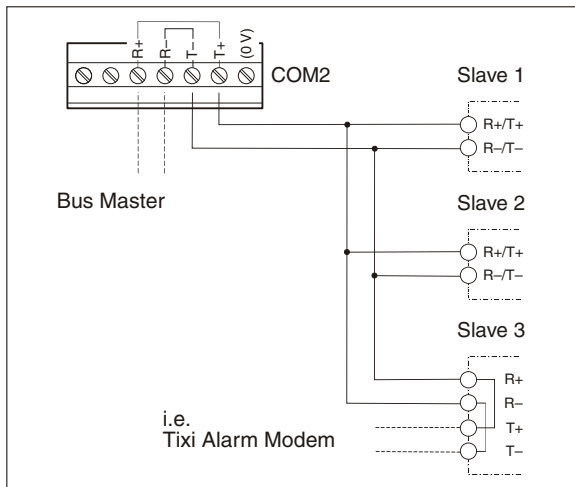 R+
R–
T–
T+
(0 V)
COM2
Bus Master
Slave 1
R+/T+
R–/T–
Slave 2
R+/T+
R–/T–
Slave 3
R+
R–
T+
T–
i.e.
Tixi Alarm Modem